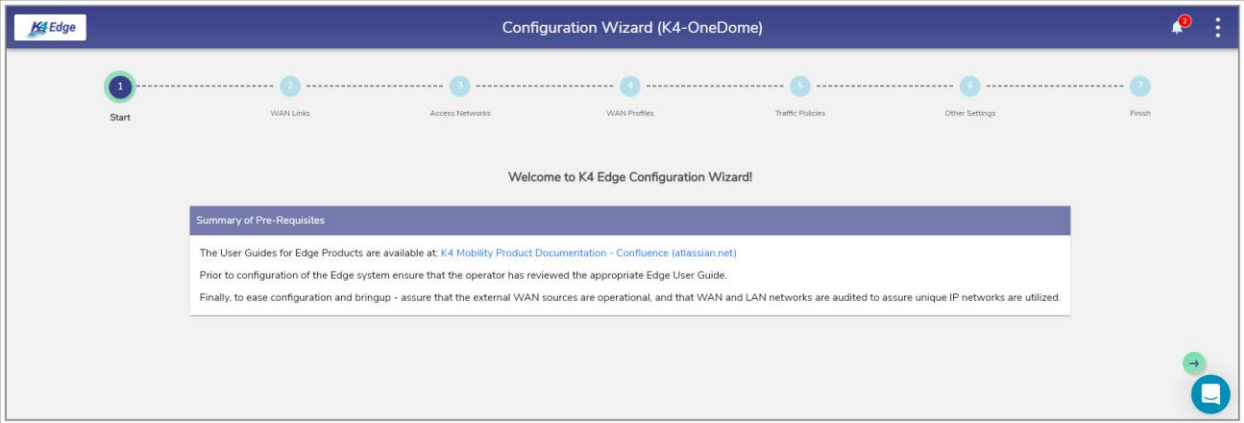 K4 Edge
Configuration Wizard (K4-OneDome)
2
1 2 3 4 5 6 7
Start WAN Links Access Networks WAN Profiles Traffic Policies Other Settings Finish
Welcome to K4 Edge Configuration Wizard!
Summary of Pre-Requisites
The User Guides for Edge Products are available at: K4 Mobility Product Documentation - Confluence (atlassian.net)
Prior to configuration of the Edge system ensure that the operator has reviewed the appropriate Edge User Guide.
Finally, to ease configuration and bringup - assure that the external WAN sources are operational, and that WAN and LAN networks are audited to assure unique IP networks are utilized.